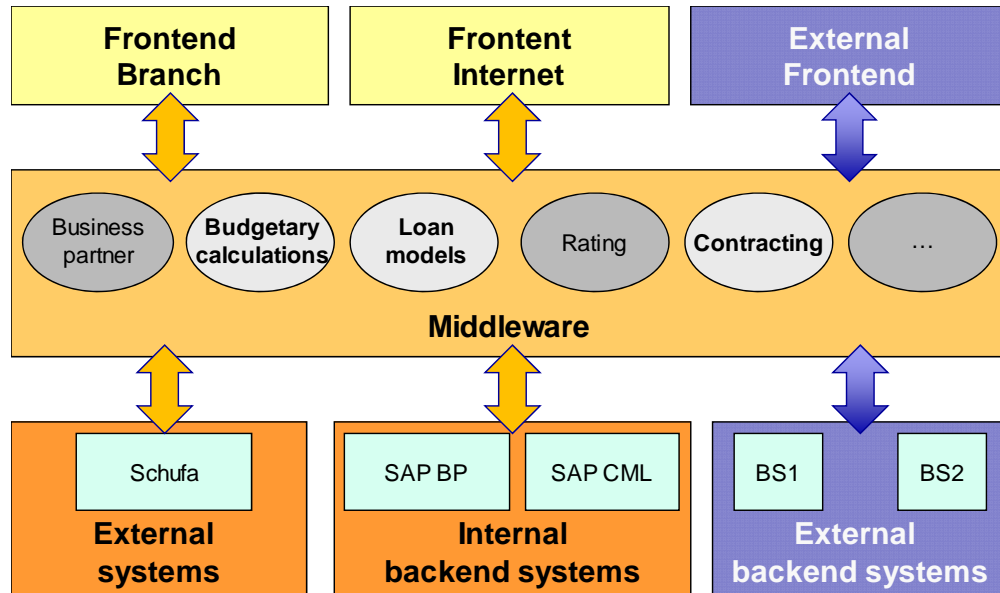 Frontend
Branch
Frontent
Internet
External
Frontend
Business
partner
Budgetary
calculations
Loan
models
Rating
Contracting
…
Middleware
Schufa
External
systems
SAP BP
SAP CML
Internal
backend systems
BS1
BS2
External
backend systems